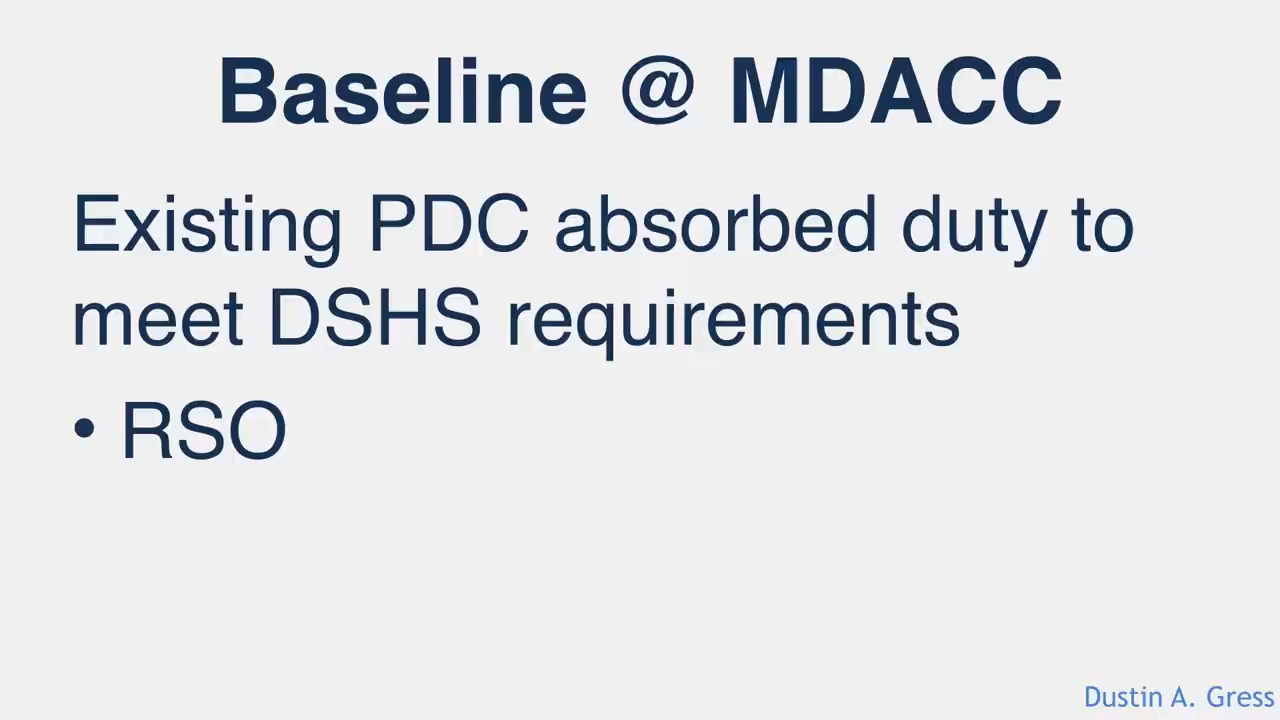 Baseline @ MDACC
Existing PDC absorbed duty to
meet DSHS requirements
• RSO
Dustin A. Gress